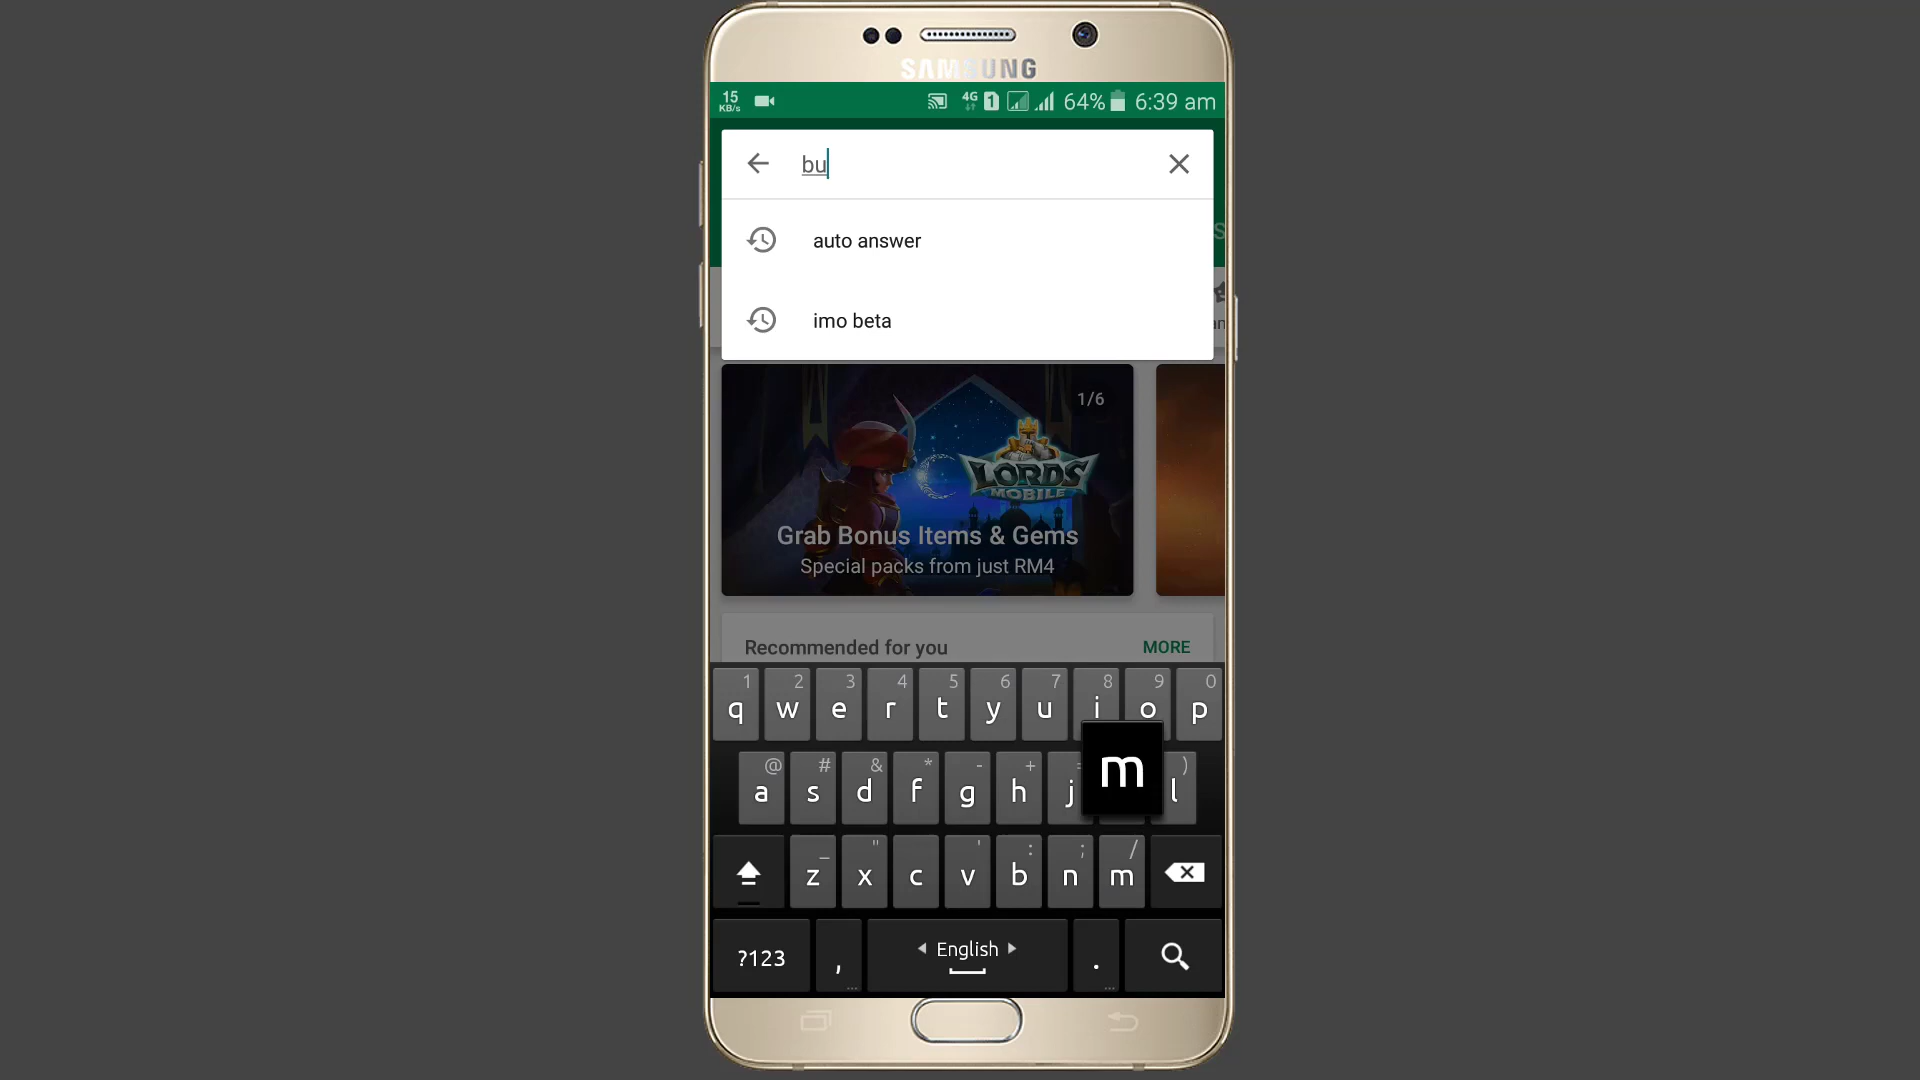 SAMSUNG
15
KB/s
4G
1
64%
6:39 am
bu
auto answer
imo beta
1/6
LORDS
MOBILE
Grab Bonus Items & Gems
Special packs from just RM4
Recommended for you
MORE
1 2 3 4 5 6 7 8 9 0
q w e r t y u i o p
@ # & * - + )
a s d f g h j m l
_ " ' : ; /
z x c v b n m
?123 , English .